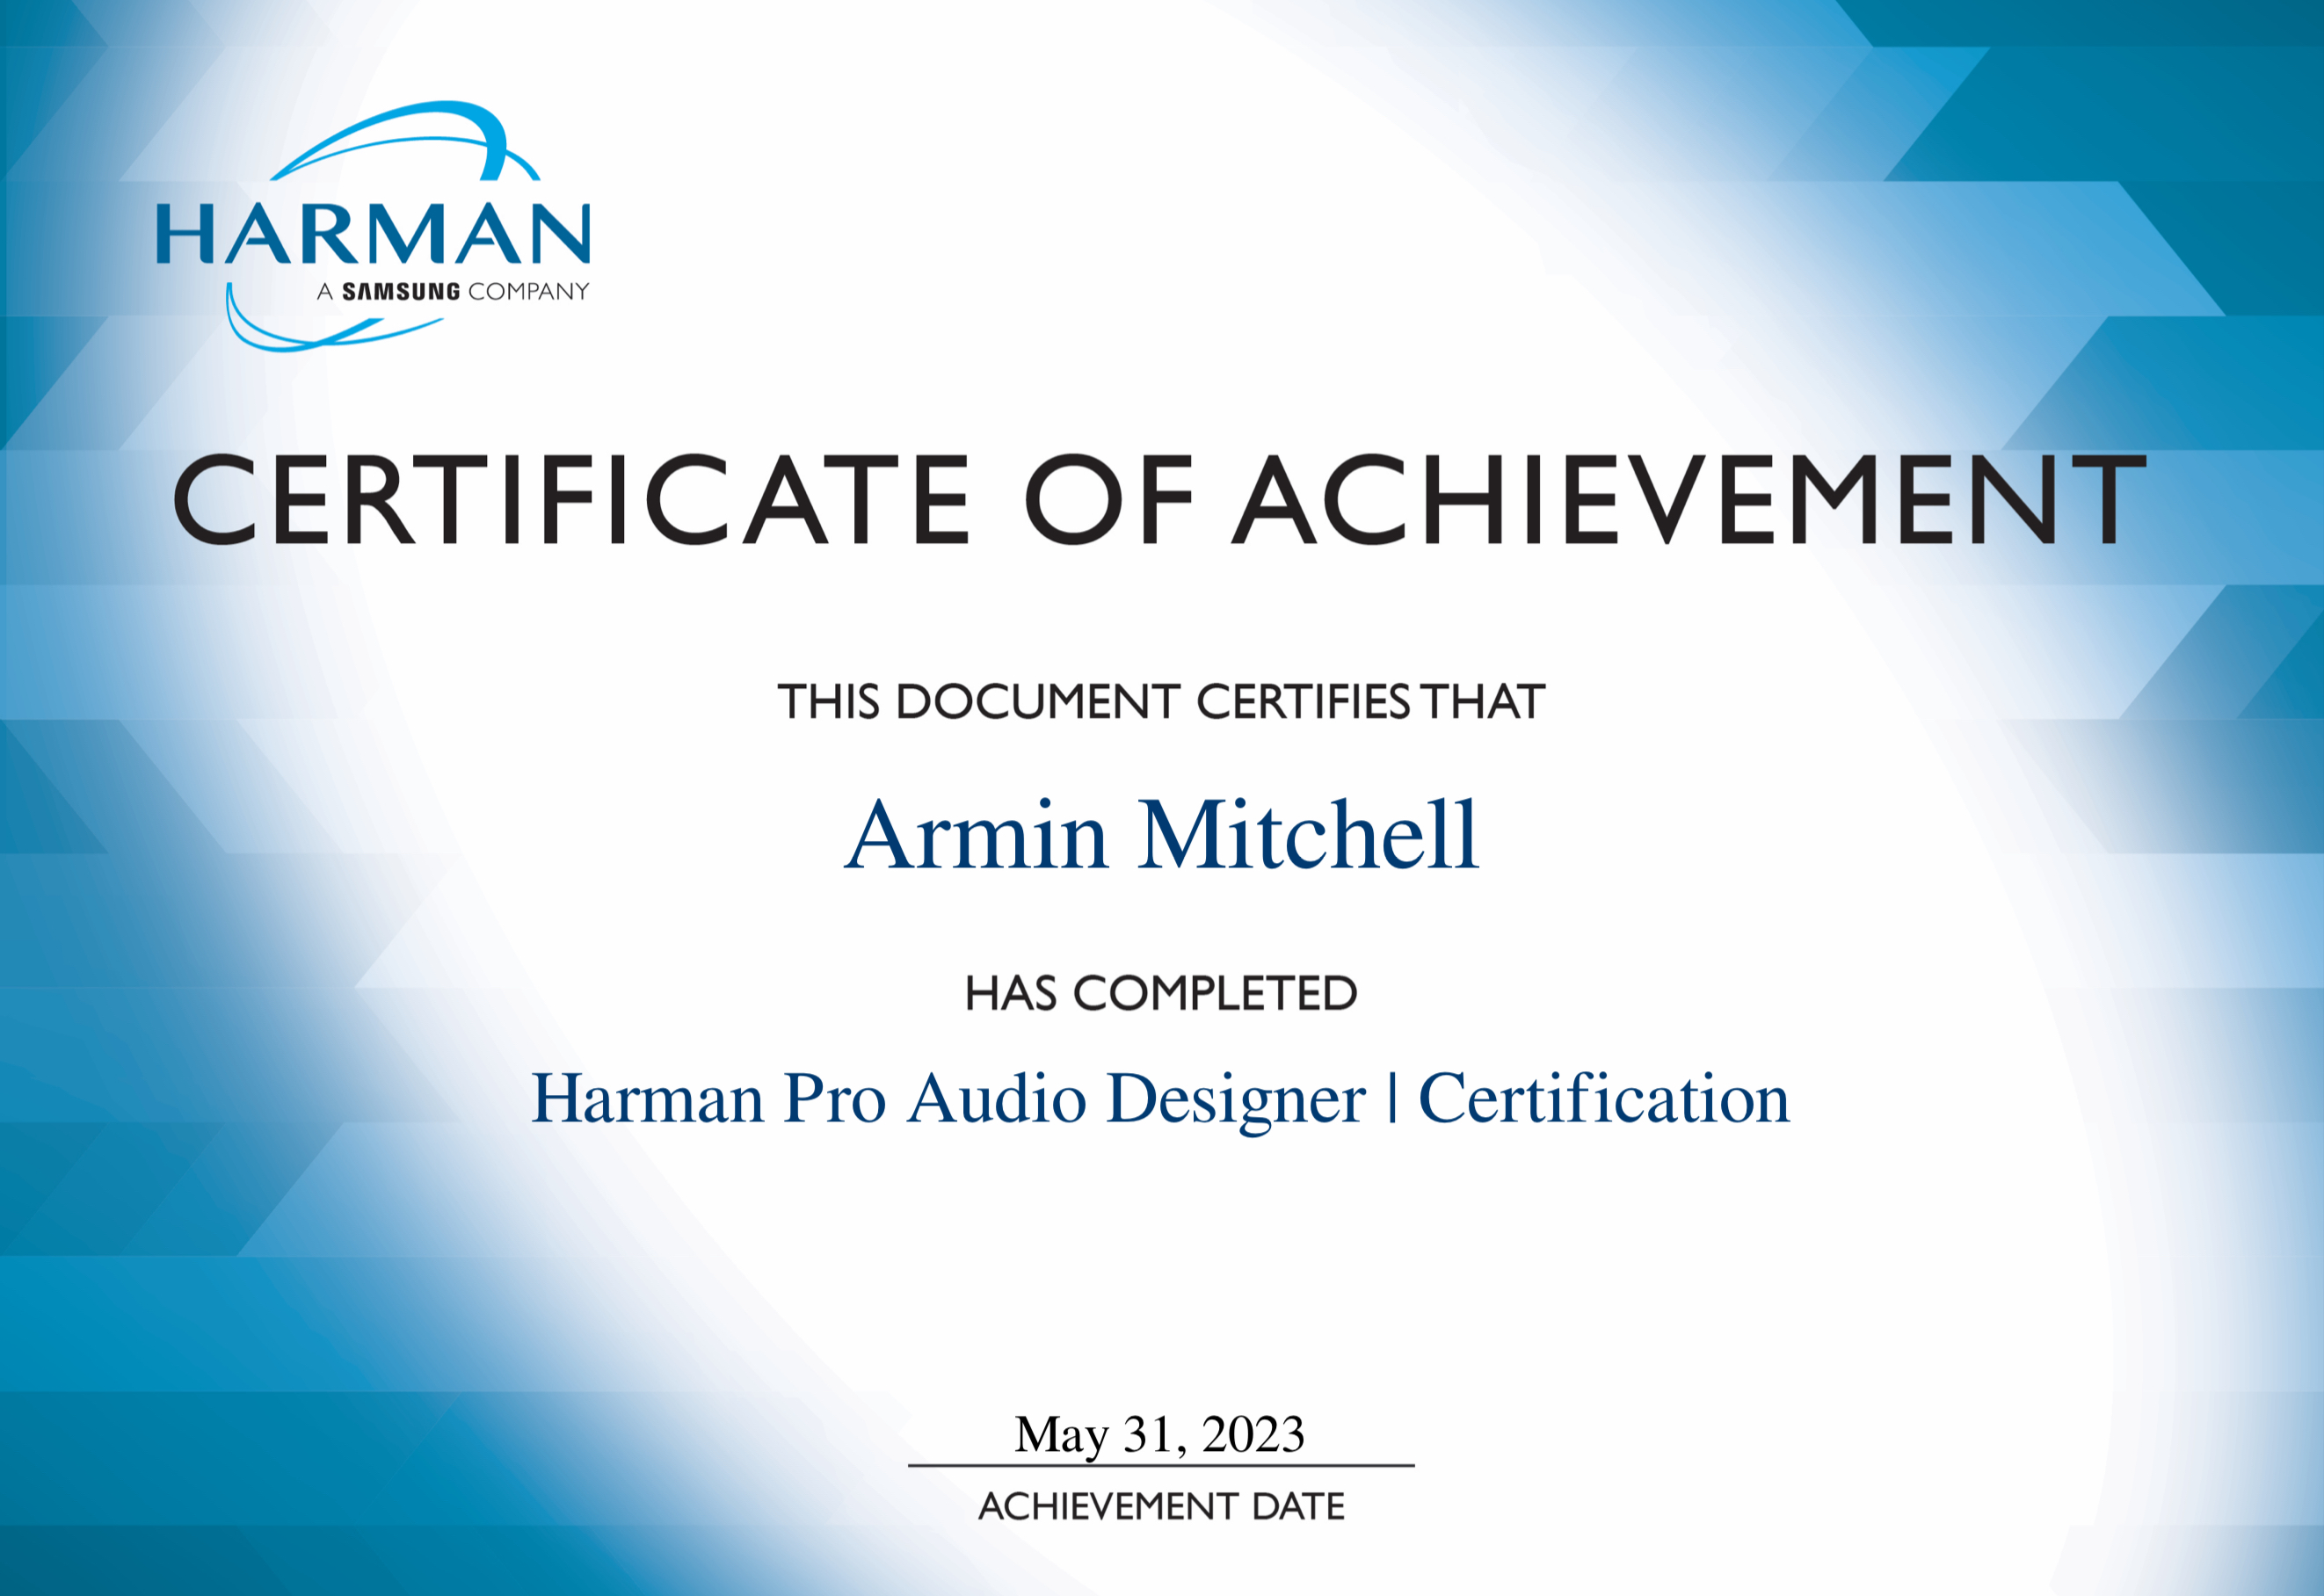 HARMAN
A SAMSUNG COMPANY
CERTIFICATE OF ACHIEVEMENT
THIS DOCUMENT CERTIFIES THAT
Armin Mitchell
HAS COMPLETED
Harman Pro Audio Designer | Certification
May 31, 2023
ACHIEVEMENT DATE